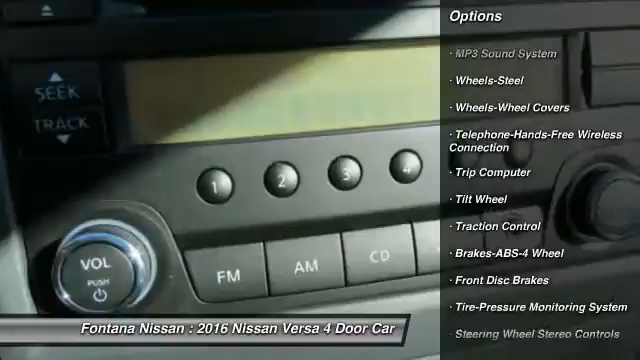 SEEK
TRACK
1 2 3 4
VOL
PUSH
FM AM CD
Options
· MP3 Sound System
· Wheels-Steel
· Wheels-Wheel Covers
· Telephone-Hands-Free Wireless
Connection
· Trip Computer
· Tilt Wheel
· Traction Control
· Brakes-ABS-4 Wheel
· Front Disc Brakes
· Tire-Pressure Monitoring System
· Steering Wheel Stereo Controls
Fontana Nissan : 2016 Nissan Versa 4 Door Car